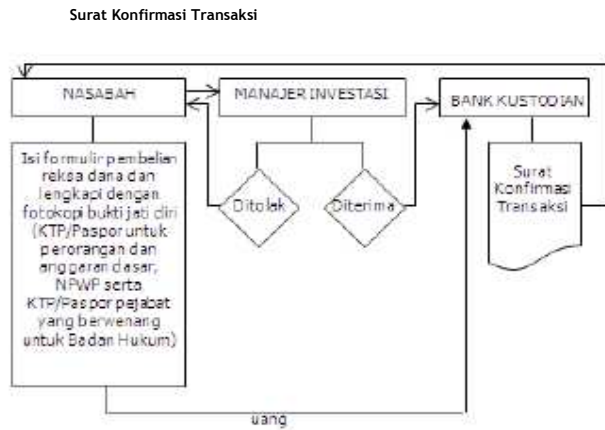 Surat Konfirmasi Transaksi
NASABAH
MANAJER INVESTASI
BANK KUSTODIAN
Isi formulir pembelian
reksa dana dan
lengkapi dengan
fotokopi bukti jati diri
(KTP/Paspor untuk
perorangan dan
anggaran dasar,
NPWP serta
KTP/Paspor pejabat
yang berwenang
untuk Badan Hukum)
Ditolak
Diterima
Surat
Konfirmasi
Transaksi
uang